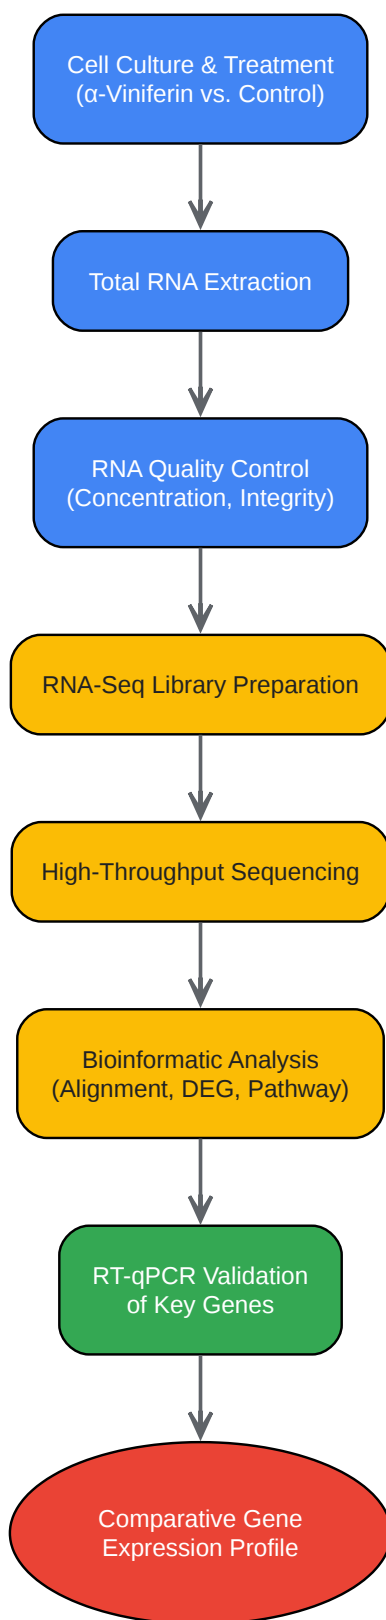 Cell Culture & Treatment
(α-Viniferin vs. Control)
Total RNA Extraction
RNA Quality Control
(Concentration, Integrity)
RNA-Seq Library Preparation
High-Throughput Sequencing
Bioinformatic Analysis
(Alignment, DEG, Pathway)
RT-qPCR Validation
of Key Genes
Comparative Gene
Expression Profile